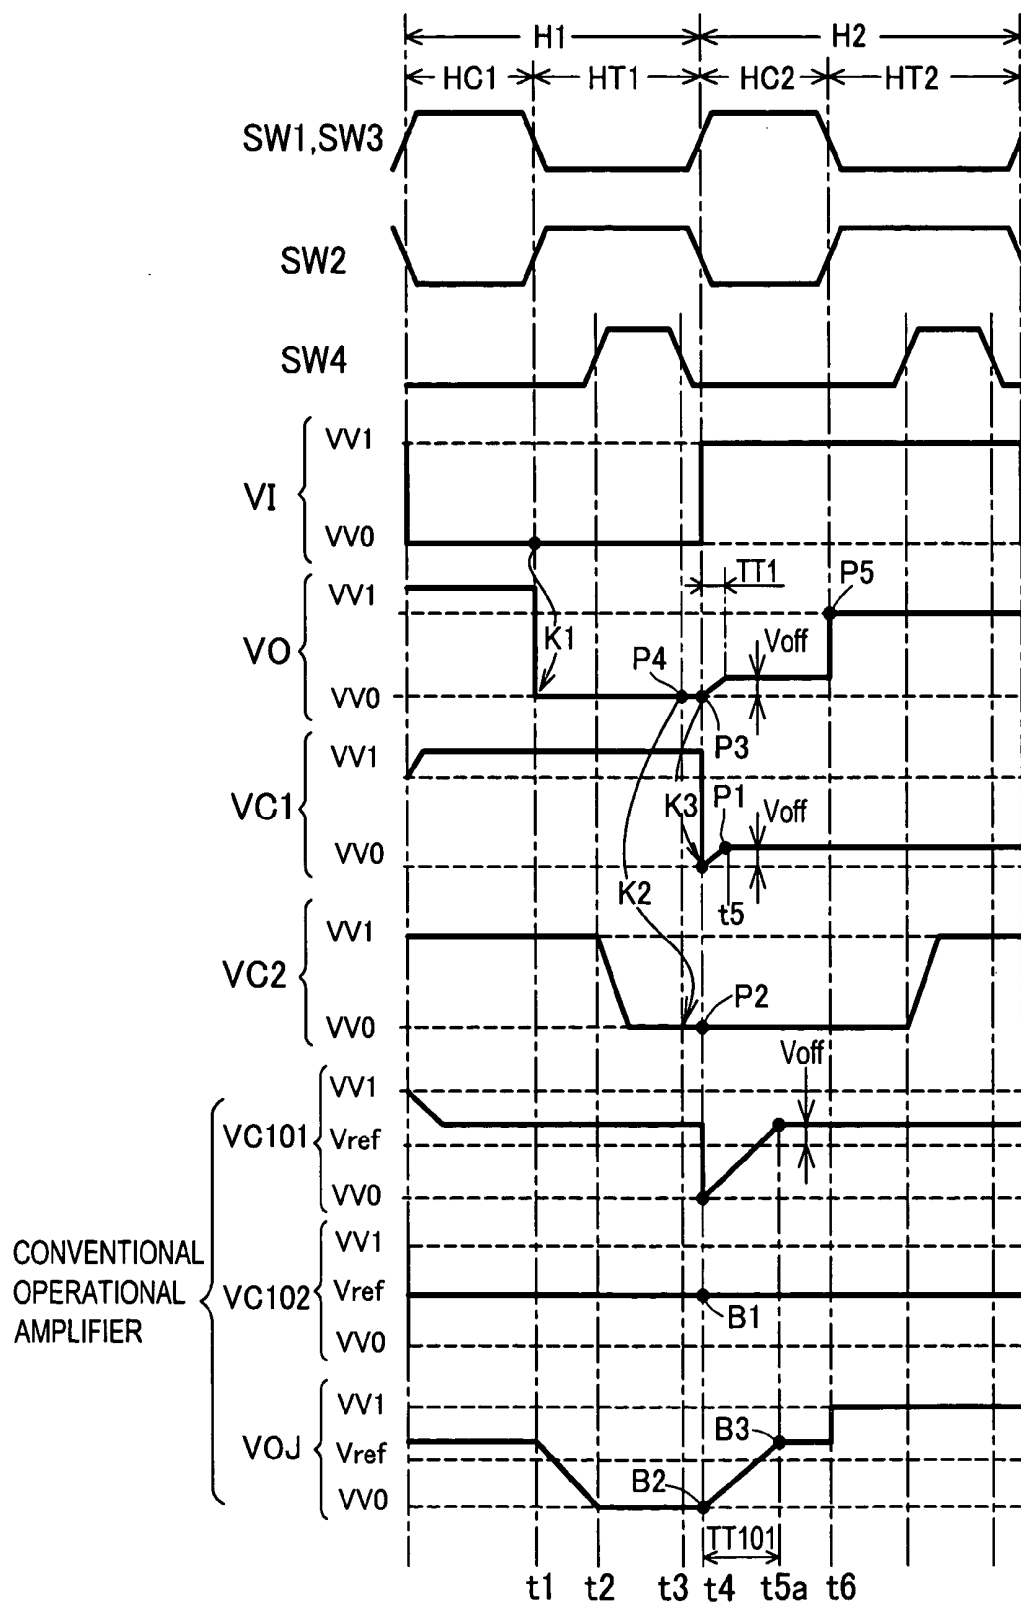 H1 H2
HC1 HT1 HC2 HT2
SW1,SW3
SW2
SW4
VV1
VI
VV0
TT1
P5
VV1
K1
Voff
VO
P4
VV0
P3
VV1
K3 P1 Voff
VC1
VV0
K2
t5
VV1
VC2
P2
VV0
Voff
VV1
VC101 Vref
VV0
CONVENTIONAL
OPERATIONAL
AMPLIFIER
VV1
VC102 Vref
B1
VV0
VV1
B3
VOJ Vref
B2
VV0
TT101
t1 t2 t3 t4 t5a t6